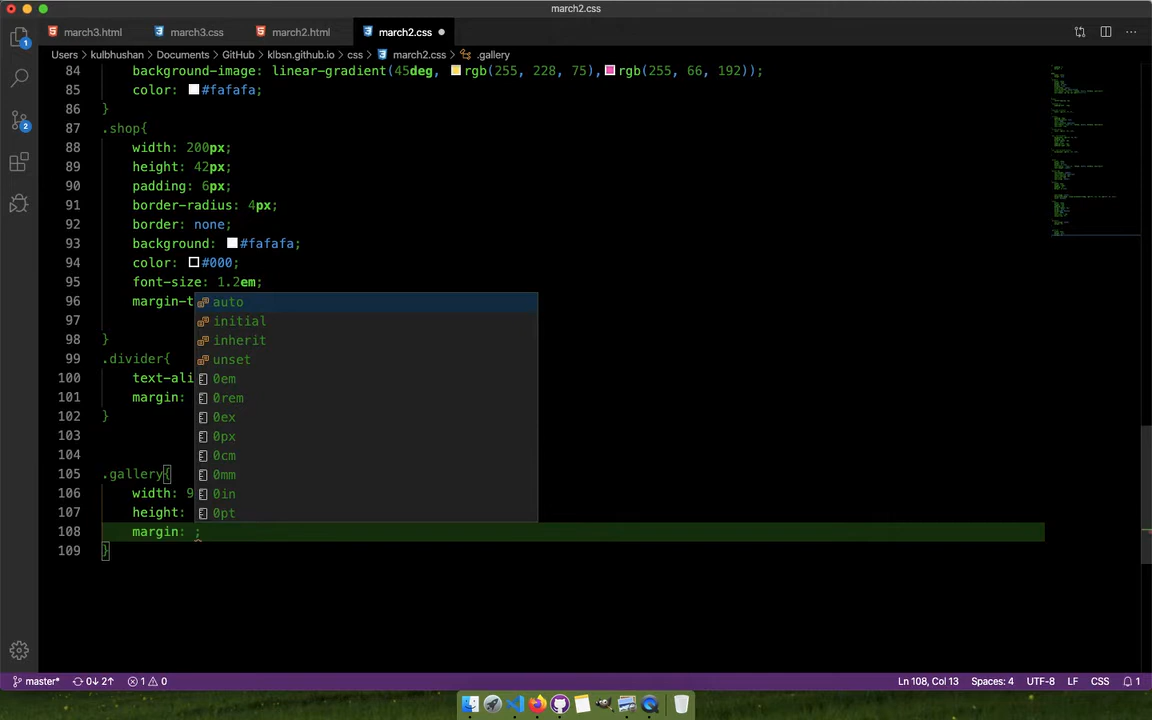 march2.css
march3.html
march3.css
march2.html
march2.css
Users > kulbhushan > Documents > GitHub > klbsn.github.io > css > march2.css > .gallery
84 background-image: linear-gradient(45deg, rgb(255, 228, 75), rgb(255, 66, 192));
85 color: #fafafa;
86 }
87 .shop{
88 width: 200px;
89 height: 42px;
90 padding: 6px;
91 border-radius: 4px;
92 border: none;
93 background: #fafafa;
94 color: #000;
95 font-size: 1.2em;
96 margin-t
97
98 }
99 .divider{
100 text-ali
101 margin:
102 }
103
104
105 .gallery{
106 width: 9
107 height:
108 margin: ;
109 }
auto
initial
inherit
unset
0em
0rem
0ex
0px
0cm
0mm
0in
0pt
1
2
master* 0↓ 2↑ 1 0 Ln 108, Col 13 Spaces: 4 UTF-8 LF CSS 1